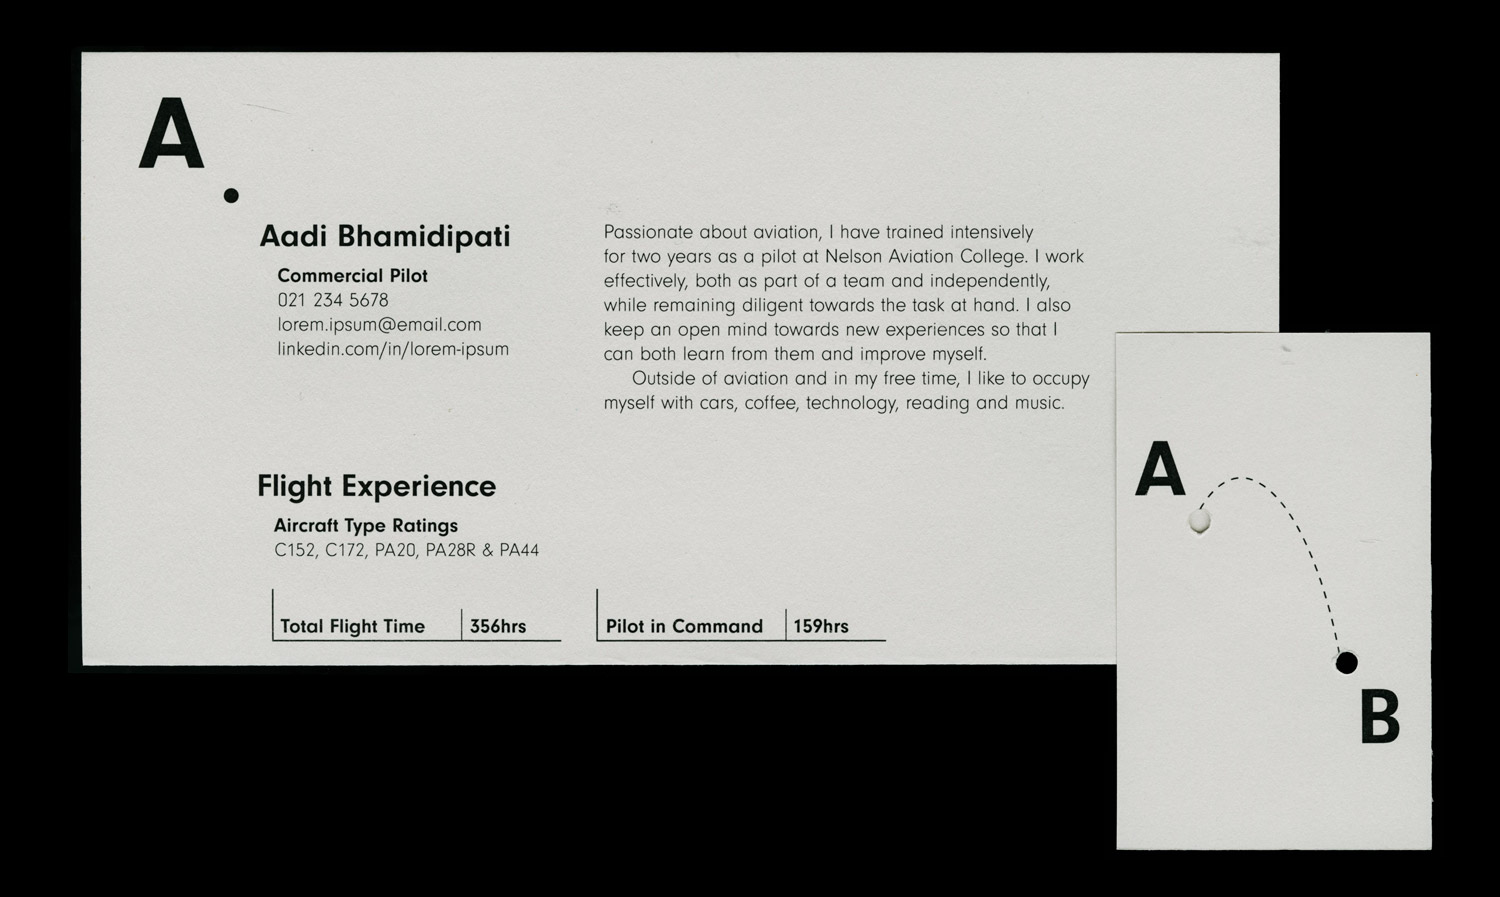 A
Aadi Bhamidipati
Commercial Pilot
021 234 5678
lorem.ipsum@email.com
linkedin.com/in/lorem-ipsum
Passionate about aviation, I have trained intensively
for two years as a pilot at Nelson Aviation College. I work
effectively, both as part of a team and independently,
while remaining diligent towards the task at hand. I also
keep an open mind towards new experiences so that I
can both learn from them and improve myself.
Outside of aviation and in my free time, I like to occupy
myself with cars, coffee, technology, reading and music.
Flight Experience
Aircraft Type Ratings
C152, C172, PA20, PA28R & PA44
Total Flight Time 356hrs
Pilot in Command 159hrs
A
B